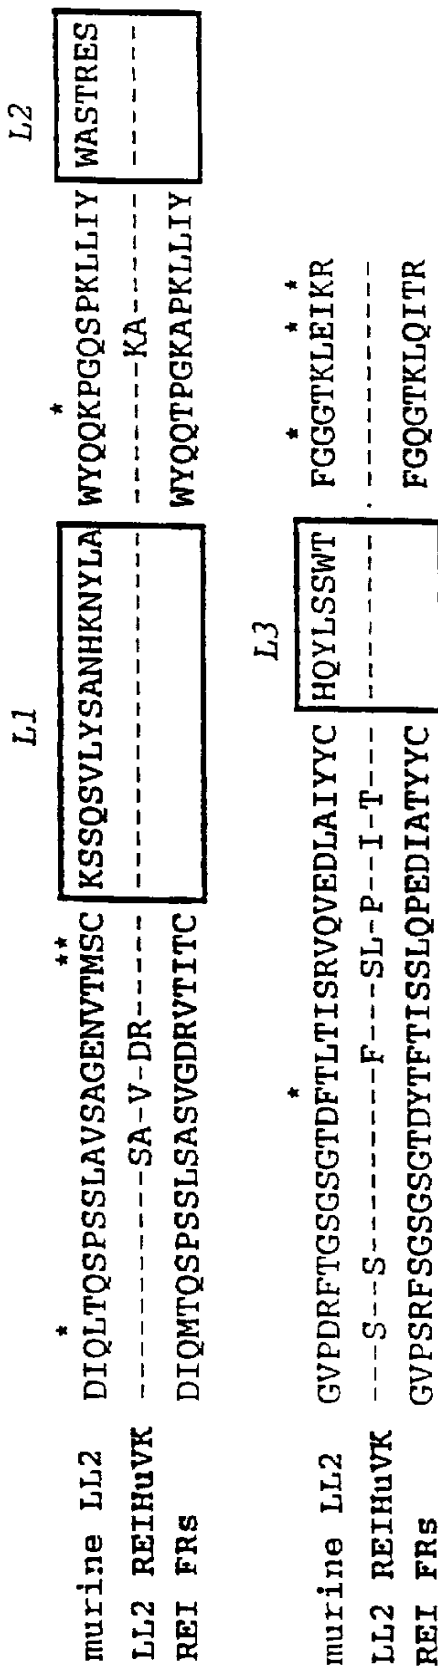 L1 L2
* ** *
murine LL2 DIQLTQSPSSLAVSAGENVTMSC KSSQSVLYSANHKNYLA WYQQKPGQSPKLLIY WASTRES
LL2 REIHuVK -----------SA-V-DR----- ----------------- -------KA------ -------
REI FRs DIQMTQSPSSLSASVGDRVTITC WYQQTPGKAPKLLIY
L3
* * * *
murine LL2 GVPDRFTGSGSGTDFTLTISRVQVEDLAIYYC HQYLSSWT FGGGTKLEIKR
LL2 REIHuVK ---S--S---------F---SL-P--I-T--- -------- -----------
REI FRs GVPSRFSGSGSGTDYTFTISSLQPEDIATYYC FGQGTKLQITR